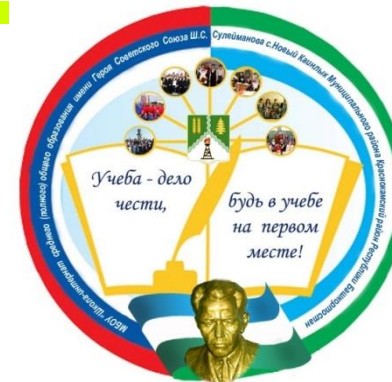 МБОУ "Школа-интернат среднего (полного) общего образования имени Героя Советского Союза Ш.С. Сулейманова с.Новый Каинлык Муниципального района Краснокамский район Республики Башкортостан
Учеба - дело
чести,
будь в учебе
на первом
месте!